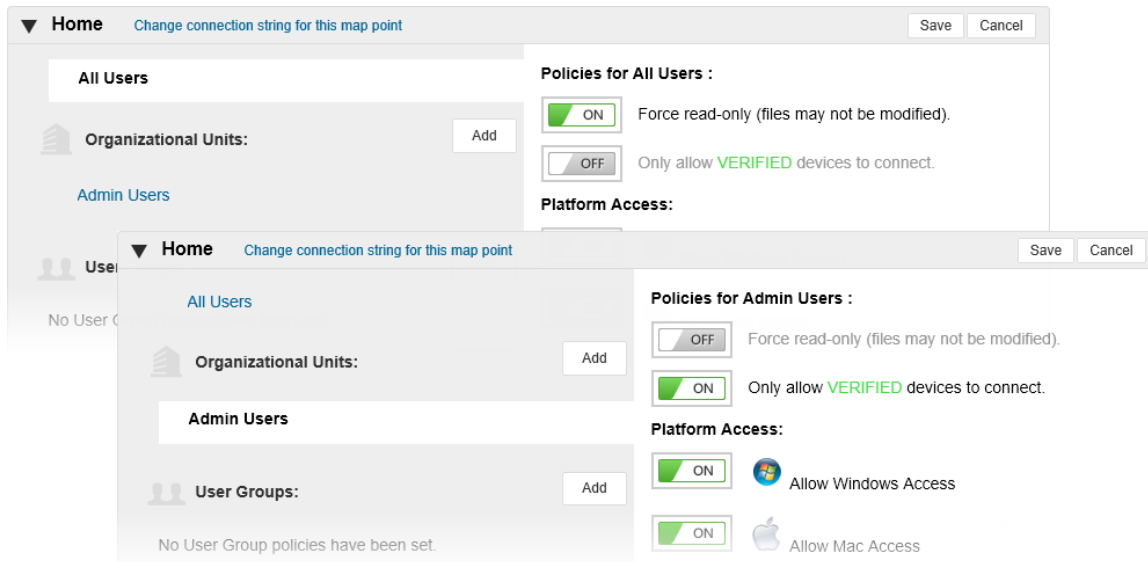 Home Change connection string for this map point Save Cancel
All Users
Organizational Units: Add
Admin Users
No User
Policies for All Users :
ON Force read-only (files may not be modified).
OFF Only allow VERIFIED devices to connect.
Platform Access:
Home Change connection string for this map point Save Cancel
All Users
Organizational Units: Add
Admin Users
User Groups: Add
No User Group policies have been set.
Policies for Admin Users :
OFF Force read-only (files may not be modified).
ON Only allow VERIFIED devices to connect.
Platform Access:
ON Allow Windows Access
ON Allow Mac Access